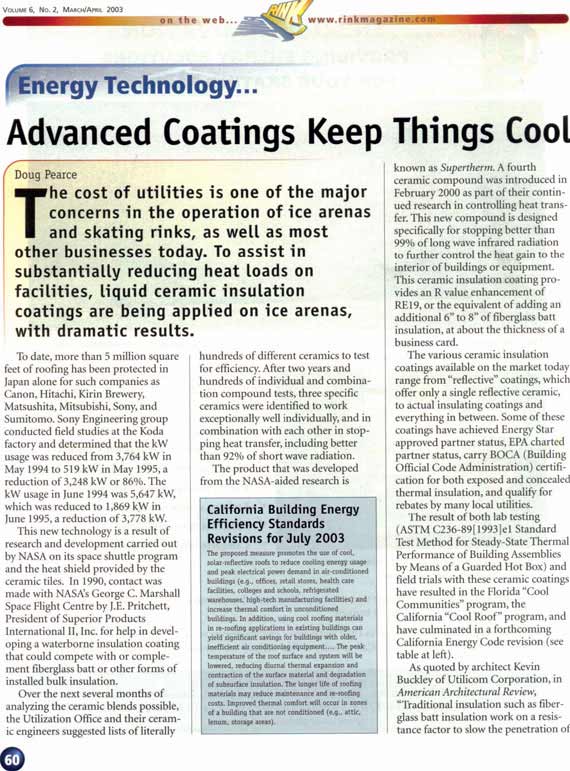 VOLUME 6, NO. 2, MARCH/APRIL 2003
on the web...
RINK
www.rinkmagazine.com
Energy Technology...
Advanced Coatings Keep Things Cool
Doug Pearce
The cost of utilities is one of the major
concerns in the operation of ice arenas
and skating rinks, as well as most
other businesses today. To assist in
substantially reducing heat loads on
facilities, liquid ceramic insulation
coatings are being applied on ice arenas,
with dramatic results.
To date, more than 5 million square
feet of roofing has been protected in
Japan alone for such companies as
Canon, Hitachi, Kirin Brewery,
Matsushita, Mitsubishi, Sony, and
Sumitomo. Sony Engineering group
conducted field studies at the Koda
factory and determined that the kW
usage was reduced from 3,764 kW in
May 1994 to 519 kW in May 1995, a
reduction of 3,248 kW or 86%. The
kW usage in June 1994 was 5,647 kW,
which was reduced to 1,869 kW in
June 1995, a reduction of 3,778 kW.
This new technology is a result of
research and development carried out
by NASA on its space shuttle program
and the heat shield provided by the
ceramic tiles. In 1990, contact was
made with NASA's George C. Marshall
Space Flight Centre by J.E. Pritchett,
President of Superior Products
International II, Inc. for help in devel-
oping a waterborne insulation coating
that could compete with or comple-
ment fiberglass batt or other forms of
installed bulk insulation.
Over the next several months of
analyzing the ceramic blends possible,
the Utilization Office and their ceram-
ic engineers suggested lists of literally
hundreds of different ceramics to test
for efficiency. After two years and
hundreds of individual and combina-
tion compound tests, three specific
ceramics were identified to work
exceptionally well individually, and in
combination with each other in stop-
ping heat transfer, including better
than 92% of short wave radiation.
The product that was developed
from the NASA-aided research is
California Building Energy
Efficiency Standards
Revisions for July 2003
The proposed measure promotes the use of cool,
solar-reflective roofs to reduce cooling energy usage
and peak electrical power demand in air-conditioned
buildings (e.g., offices, retail stores, health care
facilities, colleges and schools, refrigerated
warehouses, high-tech manufacturing facilities) and
increase thermal comfort in unconditioned
buildings. In addition, using cool roofing materials
in re-roofing applications in existing buildings can
yield significant savings for buildings with older,
inefficient air conditioning equipment.... The peak
temperature of the roof surface and system will be
lowered, reducing diurnal thermal expansion and
contraction of the surface material and degradation
of subsurface insulation. The longer life of roofing
materials may reduce maintenance and re-roofing
costs. Improved thermal comfort will occur in zones
of a building that are not conditioned (e.g., attic,
lenum, storage areas).
known as Supertherm. A fourth
ceramic compound was introduced in
February 2000 as part of their contin-
ued research in controlling heat trans-
fer. This new compound is designed
specifically for stopping better than
99% of long wave infrared radiation
to further control the heat gain to the
interior of buildings or equipment.
This ceramic insulation coating pro-
vides an R value enhancement of
RE19, or the equivalent of adding an
additional 6" to 8" of fiberglass batt
insulation, at about the thickness of a
business card.
The various ceramic insulation
coatings available on the market today
range from "reflective" coatings, which
offer only a single reflective ceramic,
to actual insulating coatings and
everything in between. Some of these
coatings have achieved Energy Star
approved partner status, EPA charted
partner status, carry BOCA (Building
Official Code Administration) certifi-
cation for both exposed and concealed
thermal insulation, and qualify for
rebates by many local utilities.
The result of both lab testing
(ASTM C236-89[1993]e1 Standard
Test Method for Steady-State Thermal
Performance of Building Assemblies
by Means of a Guarded Hot Box) and
field trials with these ceramic coatings
have resulted in the Florida "Cool
Communities" program, the
California "Cool Roof" program, and
have culminated in a forthcoming
California Energy Code revision (see
table at left).
As quoted by architect Kevin
Buckley of Utilicom Corporation, in
American Architectural Review,
"Traditional insulation such as fiber-
glass batt insulation work on a resis-
tance factor to slow the penetration of
60